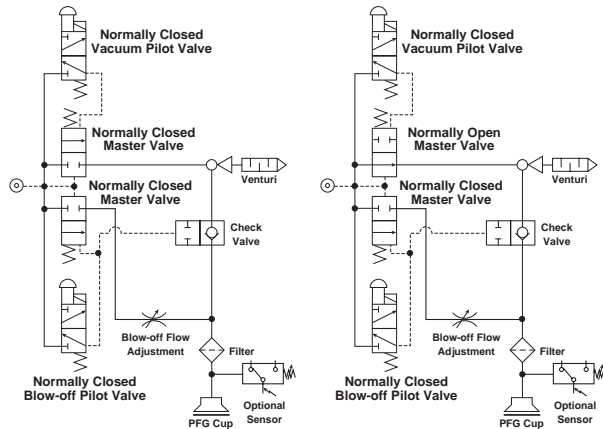 Normally Closed
Vacuum Pilot Valve
Normally Closed
Master Valve
Venturi
Normally Closed
Master Valve
Check
Valve
Blow-off Flow
Adjustment
Filter
Normally Closed
Blow-off Pilot Valve
PFG Cup
Optional
Sensor
Normally Closed
Vacuum Pilot Valve
Normally Open
Master Valve
Venturi
Normally Closed
Master Valve
Check
Valve
Blow-off Flow
Adjustment
Filter
Normally Closed
Blow-off Pilot Valve
PFG Cup
Optional
Sensor